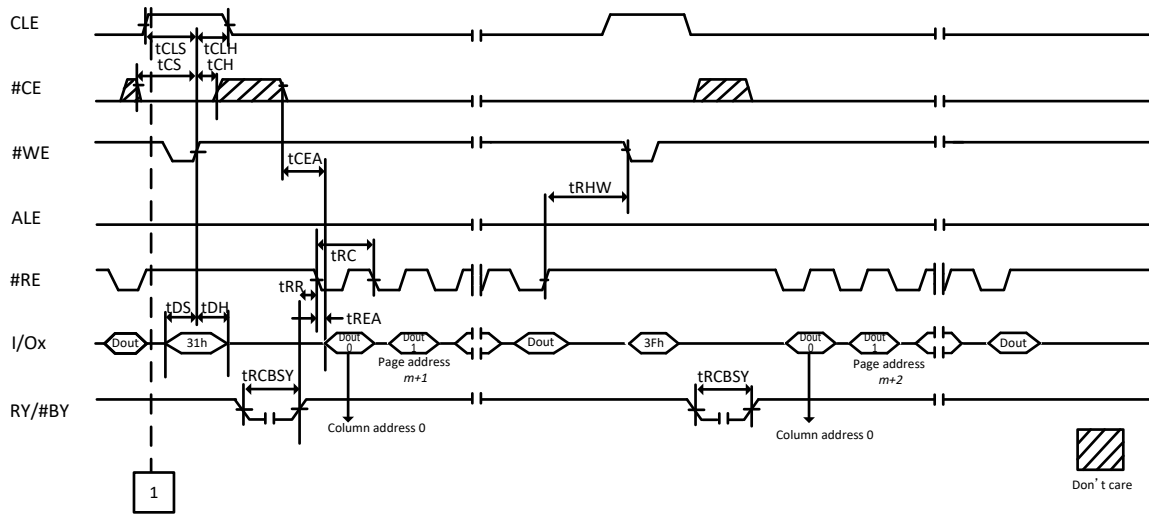 CLE
tCLS
tCLH
tCS
tCH
#CE
#WE
tCEA
tRHW
ALE
tRC
#RE
tRR
tDS
tDH
tREA
I/Ox
Dout
31h
Dout
0
Dout
1
Dout
3Fh
Dout
0
Dout
1
Dout
Page address
m+1
Page address
m+2
tRCBSY
tRCBSY
RY/#BY
Column address 0
Column address 0
1
Don't care